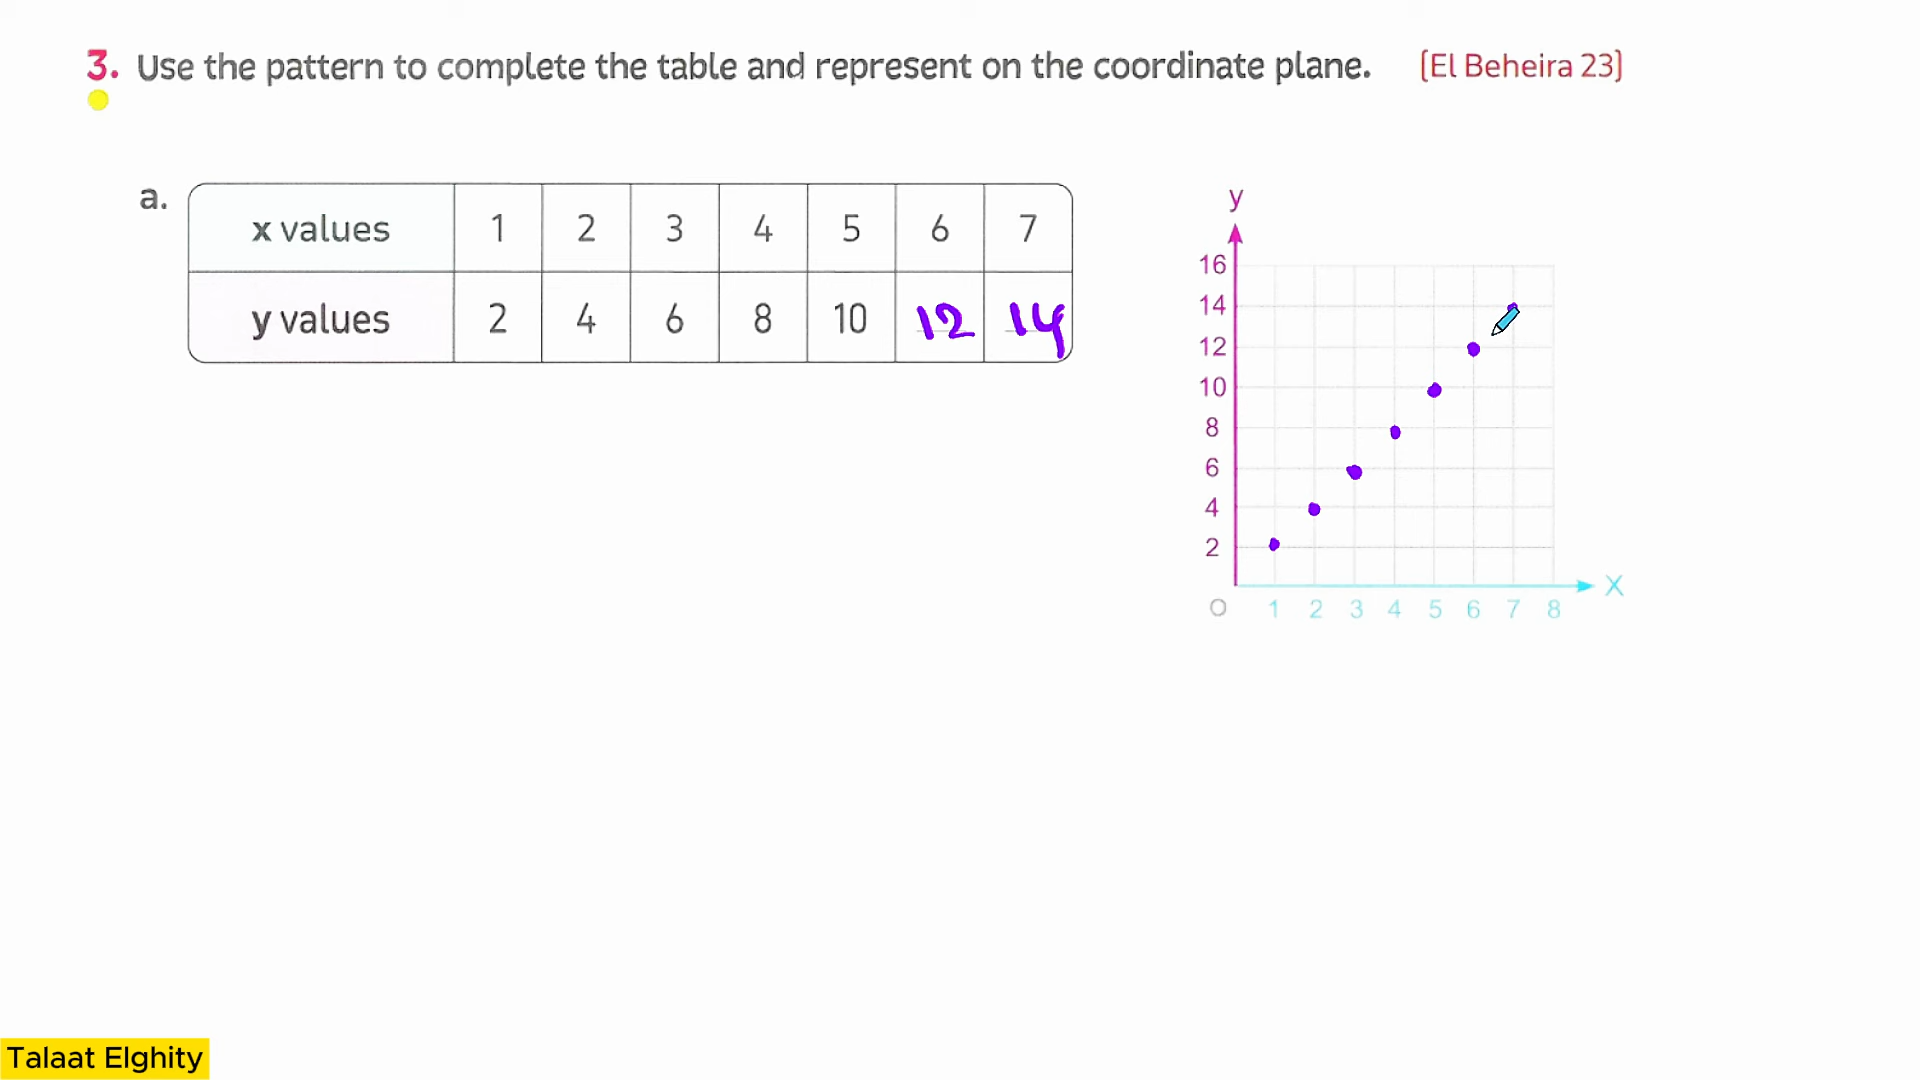 3. Use the pattern to complete the table and represent on the coordinate plane. [El Beheira 23]
a.
x values 1 2 3 4 5 6 7
y values 2 4 6 8 10 12 14
y
16
14
12
10
8
6
4
2
O 1 2 3 4 5 6 7 8
X
Talaat Elghity